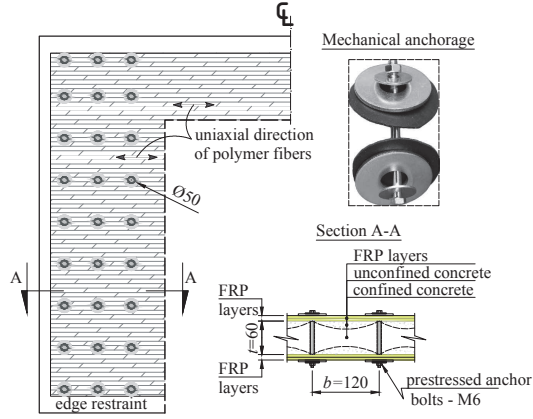 ℄
Mechanical anchorage
uniaxial direction
of polymer fibers
Ø50
Section A-A
FRP layers
unconfined concrete
confined concrete
A
A
FRP
layers
t=60
FRP
layers
b=120
prestressed anchor
bolts - M6
edge restraint